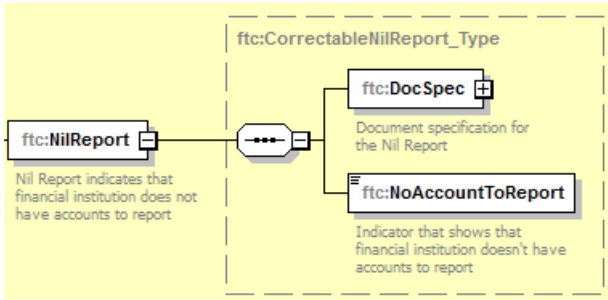 ftc:CorrectableNilReport_Type
ftc:DocSpec
Document specification for
the Nil Report
ftc:NilReport
Nil Report indicates that
financial institution does not
have accounts to report
ftc:NoAccountToReport
Indicator that shows that
financial institution doesn't have
accounts to report